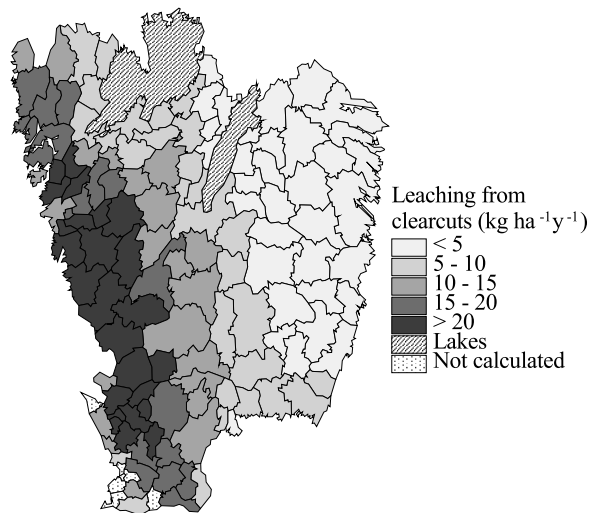 Leaching from
clearcuts (kg ha⁻¹y⁻¹)
< 5
5 - 10
10 - 15
15 - 20
> 20
Lakes
Not calculated